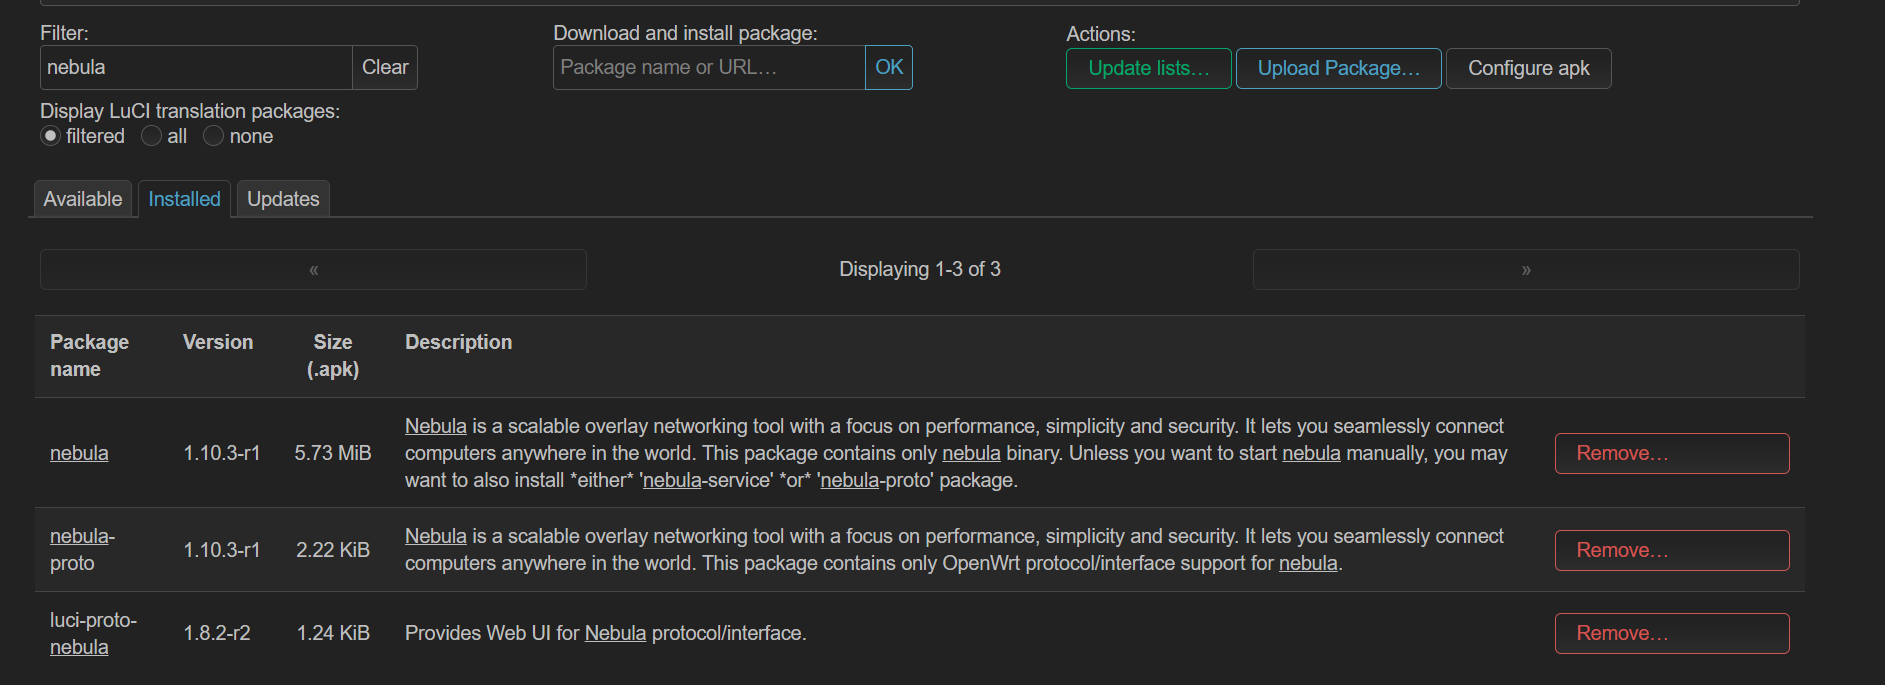 Filter:
nebula
Clear
Download and install package:
Package name or URL…
OK
Actions:
Update lists…
Upload Package…
Configure apk
Display LuCI translation packages:
filtered
all
none
Available
Installed
Updates
«
Displaying 1-3 of 3
»
Package
name
Version
Size
(.apk)
Description
nebula
1.10.3-r1
5.73 MiB
Nebula is a scalable overlay networking tool with a focus on performance, simplicity and security. It lets you seamlessly connect
computers anywhere in the world. This package contains only nebula binary. Unless you want to start nebula manually, you may
want to also install *either* 'nebula-service' *or* 'nebula-proto' package.
Remove…
nebula-
proto
1.10.3-r1
2.22 KiB
Nebula is a scalable overlay networking tool with a focus on performance, simplicity and security. It lets you seamlessly connect
computers anywhere in the world. This package contains only OpenWrt protocol/interface support for nebula.
Remove…
luci-proto-
nebula
1.8.2-r2
1.24 KiB
Provides Web UI for Nebula protocol/interface.
Remove…